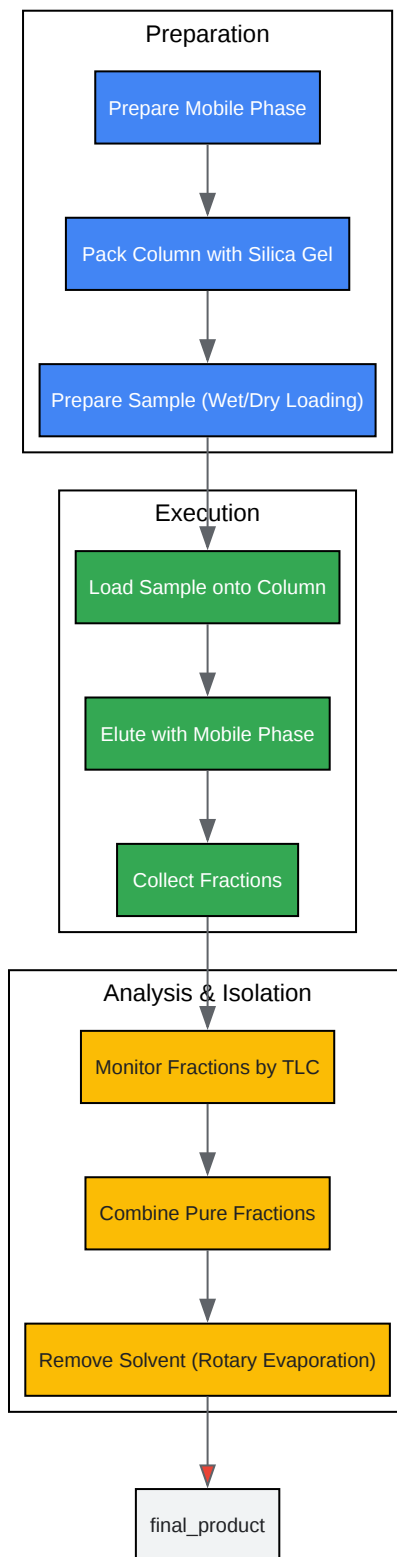 Preparation
Prepare Mobile Phase
Pack Column with Silica Gel
Prepare Sample (Wet/Dry Loading)
Execution
Load Sample onto Column
Elute with Mobile Phase
Collect Fractions
Analysis & Isolation
Monitor Fractions by TLC
Combine Pure Fractions
Remove Solvent (Rotary Evaporation)
final_product